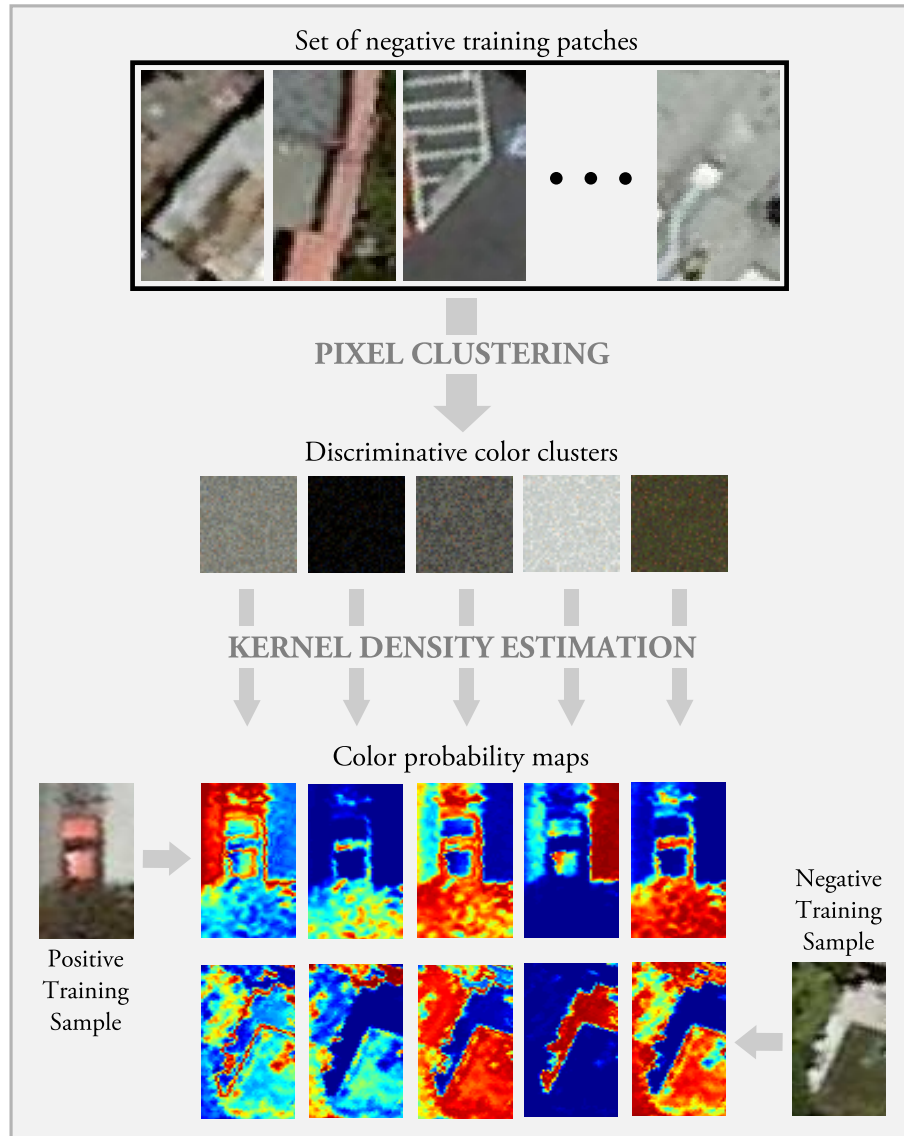 Set of negative training patches
PIXEL CLUSTERING
Discriminative color clusters
KERNEL DENSITY ESTIMATION
Color probability maps
Positive
Training
Sample
Negative
Training
Sample